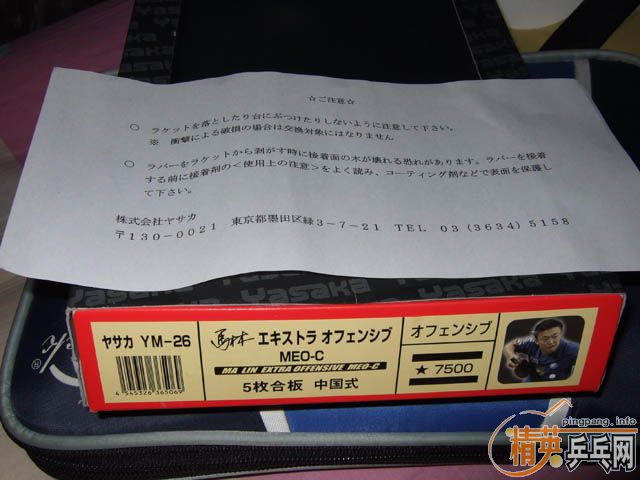 Yasaka
☆ご注意☆
○ ラケットを落としたり台にぶつけたりしないように注意して下さい。
※ 衝撃による破損の場合は交換対象にはなりません
○ ラバーをラケットから剥がす時に接着面の木が壊れる恐れがあります。ラバーを接着
する前に接着剤の<使用上の注意>をよく読み、コーティング剤などで表面を保護し
て下さい。
株式会社ヤサカ
〒130-0021 東京都墨田区緑3-7-21 TEL 03 (3634) 5158
Yasaka Yasaka Yasaka
ヤサカ YM-26
4 545326 365069
馬林 エキストラ オフェンシブ
MEO-C
MA LIN EXTRA OFFENSIVE MEO-C
5枚合板 中国式
オフェンシブ
★ 7500
pingpang.info
精英乒乓网